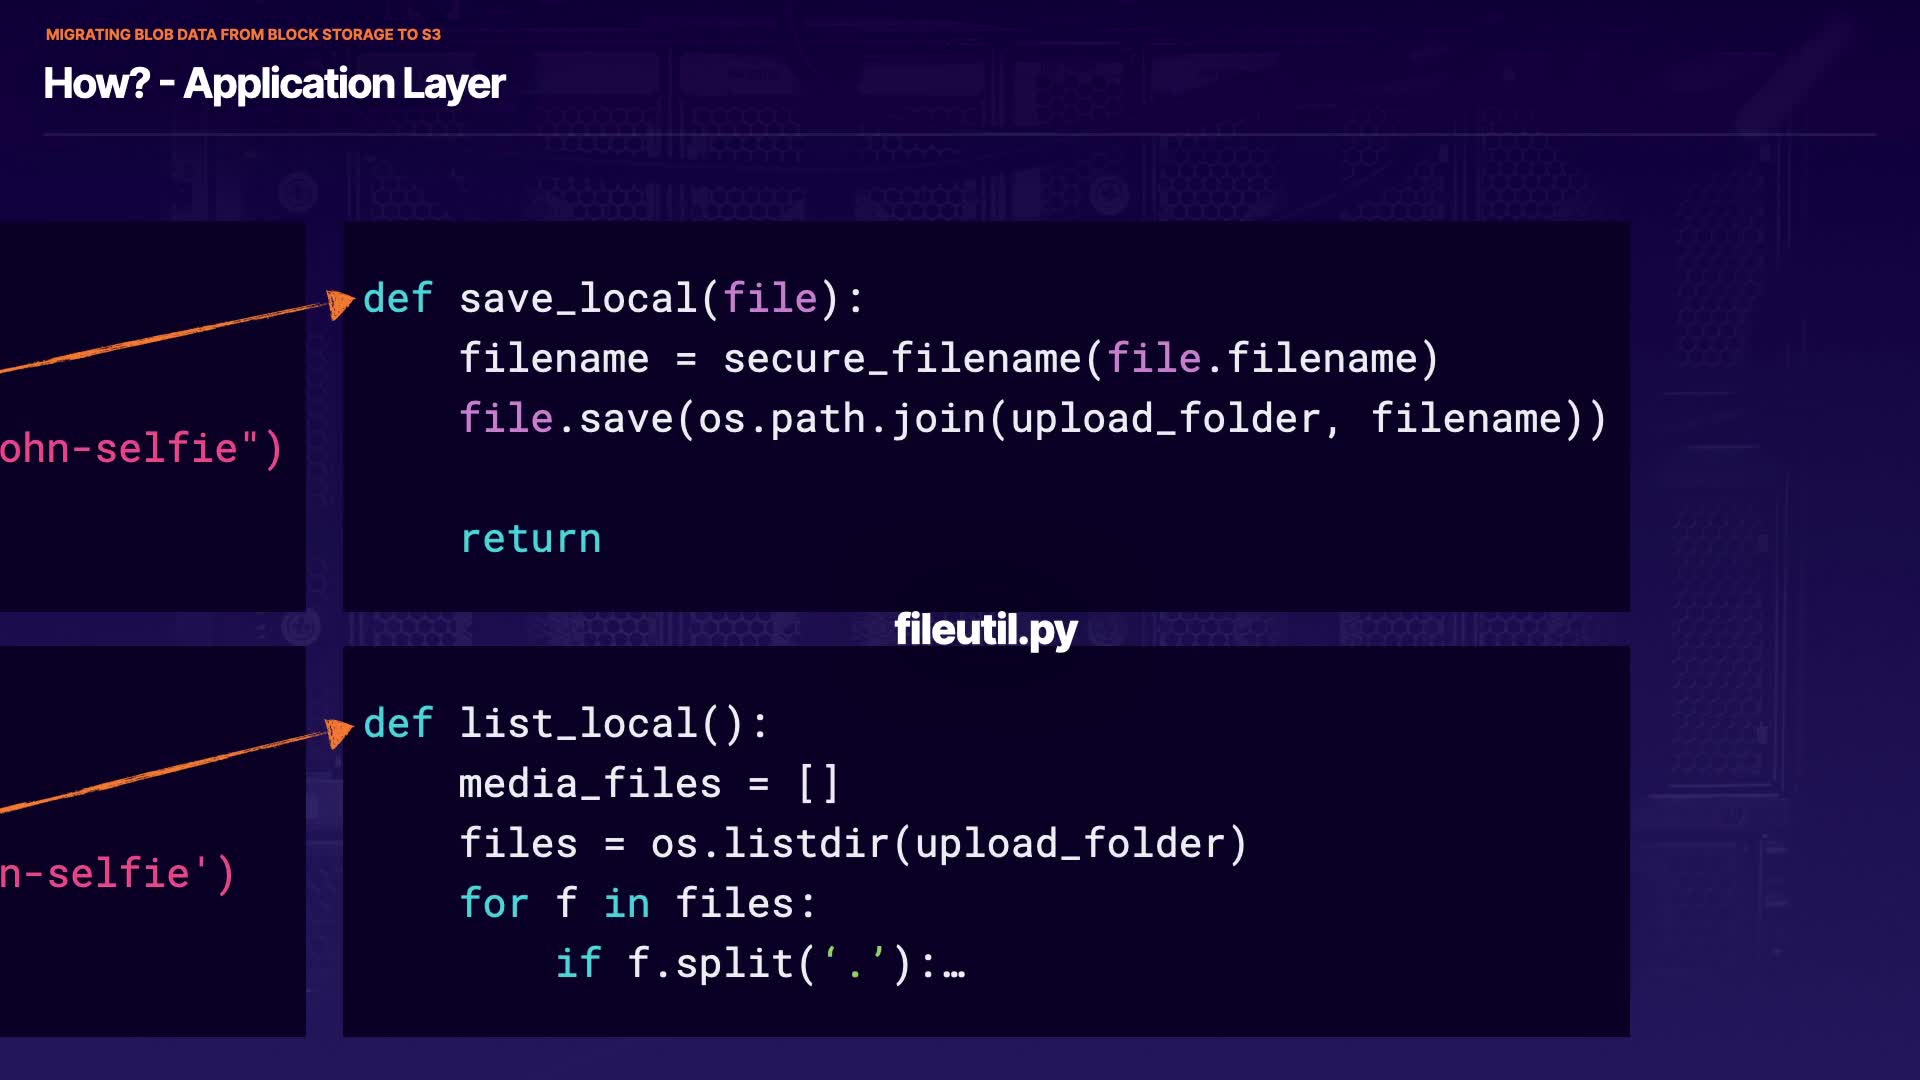 MIGRATING BLOB DATA FROM BLOCK STORAGE TO S3
How? - Application Layer
ohn-selfie")
def save_local(file):
filename = secure_filename(file.filename)
file.save(os.path.join(upload_folder, filename))
return
fileutil.py
n-selfie')
def list_local():
media_files = []
files = os.listdir(upload_folder)
for f in files:
if f.split(‘.’):…